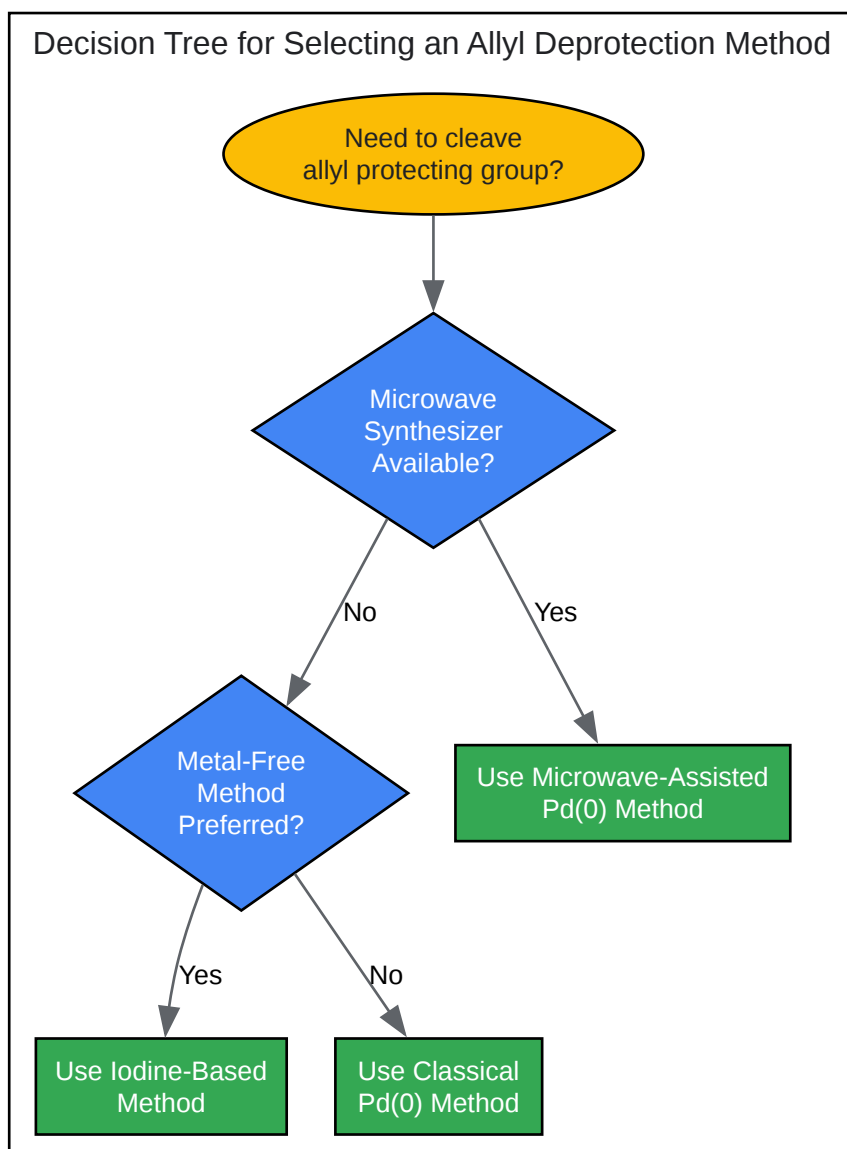 Decision Tree for Selecting an Allyl Deprotection Method
Need to cleave
allyl protecting group?
Microwave
Synthesizer
Available?
No
Yes
Metal-Free
Method
Preferred?
Use Microwave-Assisted
Pd(0) Method
Yes
No
Use Iodine-Based
Method
Use Classical
Pd(0) Method